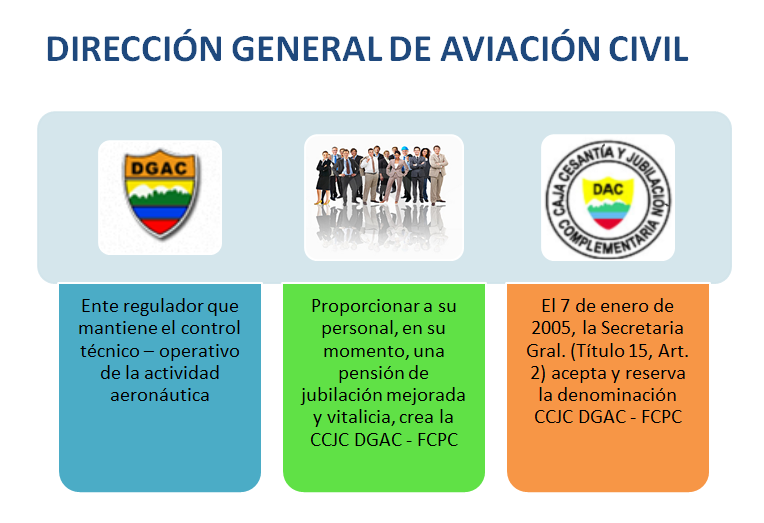 DIRECCIÓN GENERAL DE AVIACIÓN CIVIL
DGAC
CAJA CESANTÍA Y JUBILACIÓN
COMPLEMENTARIA
DAC
Ente regulador que
mantiene el control
técnico – operativo
de la actividad
aeronáutica
Proporcionar a su
personal, en su
momento, una
pensión de
jubilación mejorada
y vitalicia, crea la
CCJC DGAC - FCPC
El 7 de enero de
2005, la Secretaria
Gral. (Título 15, Art.
2) acepta y reserva
la denominación
CCJC DGAC - FCPC